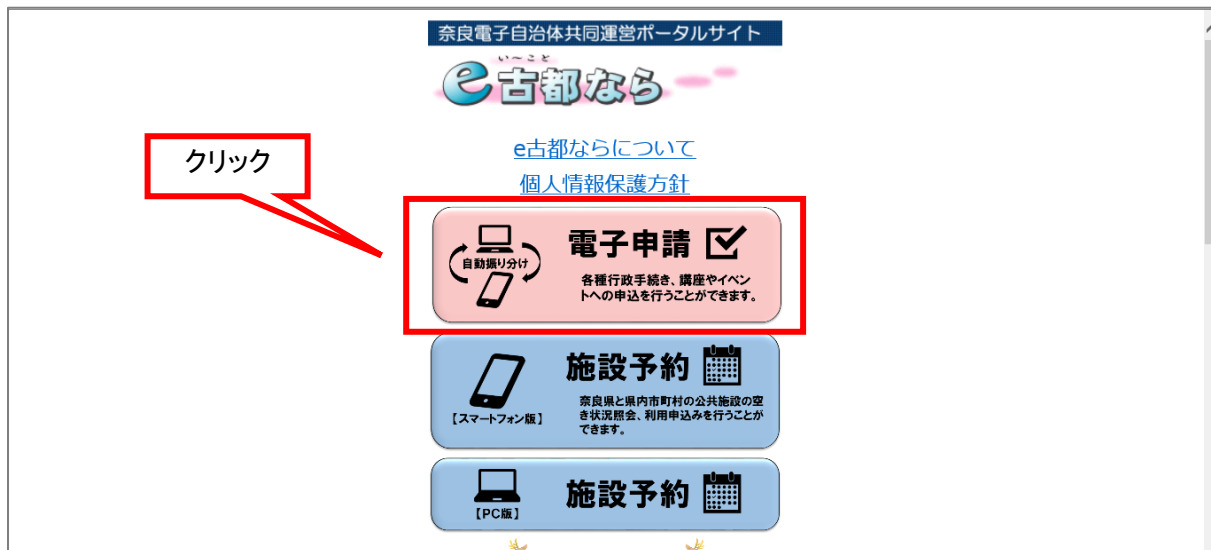 奈良電子自治体共同運営ポータルサイト
い～こと
e古都なら
e古都ならについて
クリック
個人情報保護方針
電子申請
自動振り分け
各種行政手続き、講座やイベン
トへの申込を行うことができます。
施設予約
奈良県と県内市町村の公共施設の空
き状況照会、利用申込みを行うことが
できます。
【スマートフォン版】
施設予約
【PC版】